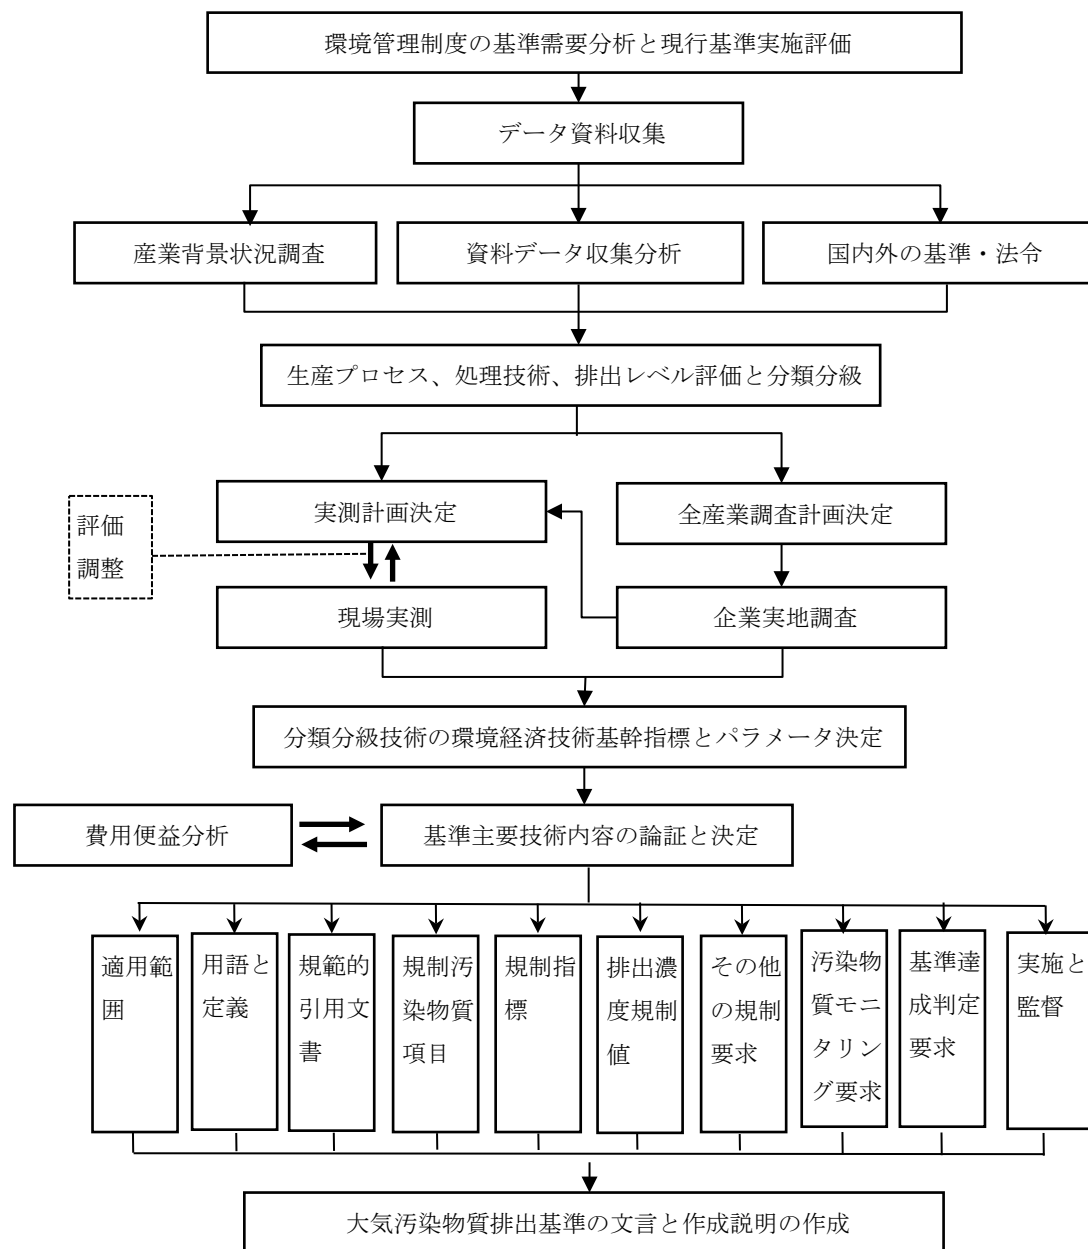 環境管理制度の基準需要分析と現行基準実施評価
データ資料収集
産業背景状況調査
資料データ収集分析
国内外の基準・法令
生産プロセス、処理技術、排出レベル評価と分類分級
評価
調整
実測計画決定
全産業調査計画決定
現場実測
企業実地調査
分類分級技術の環境経済技術基幹指標とパラメータ決定
費用便益分析
基準主要技術内容の論証と決定
適用範
囲
用語と
定義
規範的
引用文
書
規制汚
染物質
項目
規制指
標
排出濃
度規制
値
その他
の規制
要求
汚染物
質モニ
タリン
グ要求
基準達
成判定
要求
実施と
監督
大気汚染物質排出基準の文言と作成説明の作成